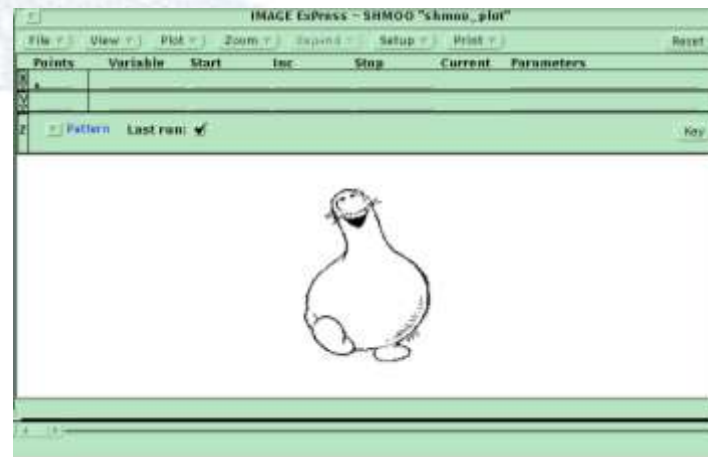 IMAGE ExPress - SHMOO "shmoo_plot"
File View Plot Zoom Expand Setup Print Reset
Points Variable Start Inc Stop Current Parameters
X
Y
Z Pattern Last run: Key